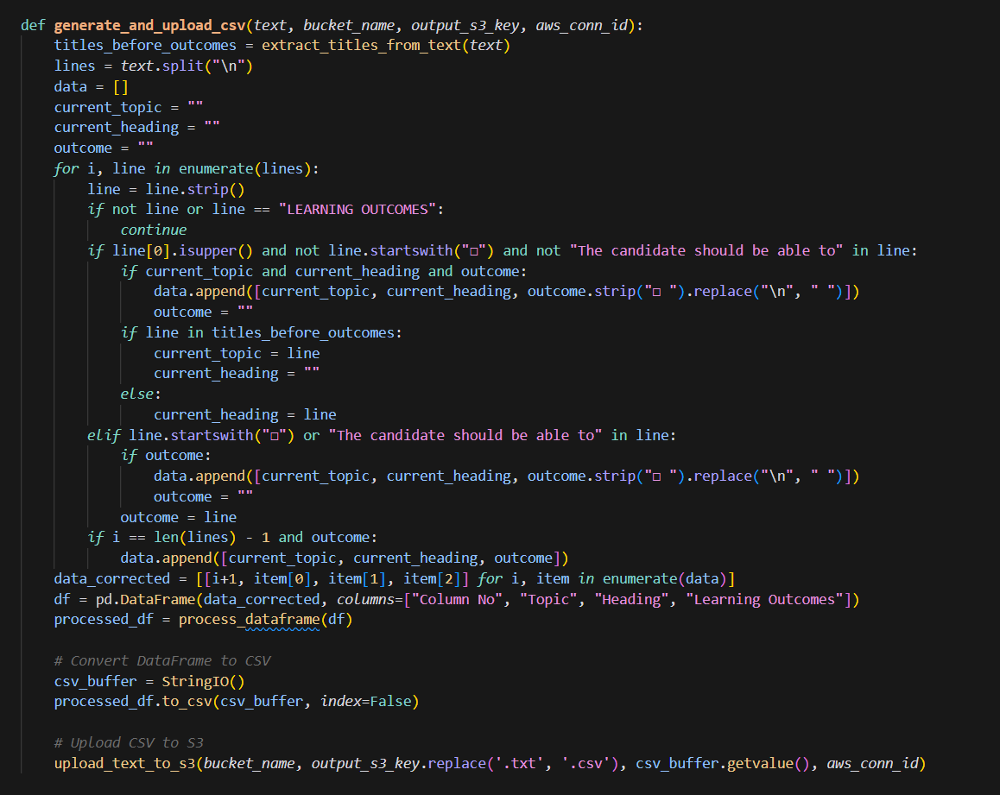 def generate_and_upload_csv(text, bucket_name, output_s3_key, aws_conn_id):
    titles_before_outcomes = extract_titles_from_text(text)
    lines = text.split("\n")
    data = []
    current_topic = ""
    current_heading = ""
    outcome = ""
    for i, line in enumerate(lines):
        line = line.strip()
        if not line or line == "LEARNING OUTCOMES":
            continue
        if line[0].isupper() and not line.startswith("□") and not "The candidate should be able to" in line:
            if current_topic and current_heading and outcome:
                data.append([current_topic, current_heading, outcome.strip("□ ").replace("\n", " ")])
                outcome = ""
            if line in titles_before_outcomes:
                current_topic = line
                current_heading = ""
            else:
                current_heading = line
        elif line.startswith("□") or "The candidate should be able to" in line:
            if outcome:
                data.append([current_topic, current_heading, outcome.strip("□ ").replace("\n", " ")])
                outcome = ""
            outcome = line
        if i == len(lines) - 1 and outcome:
            data.append([current_topic, current_heading, outcome])
    data_corrected = [[i+1, item[0], item[1], item[2]] for i, item in enumerate(data)]
    df = pd.DataFrame(data_corrected, columns=["Column No", "Topic", "Heading", "Learning Outcomes"])
    processed_df = process_dataframe(df)

    # Convert DataFrame to CSV
    csv_buffer = StringIO()
    processed_df.to_csv(csv_buffer, index=False)

    # Upload CSV to S3
    upload_text_to_s3(bucket_name, output_s3_key.replace('.txt', '.csv'), csv_buffer.getvalue(), aws_conn_id)